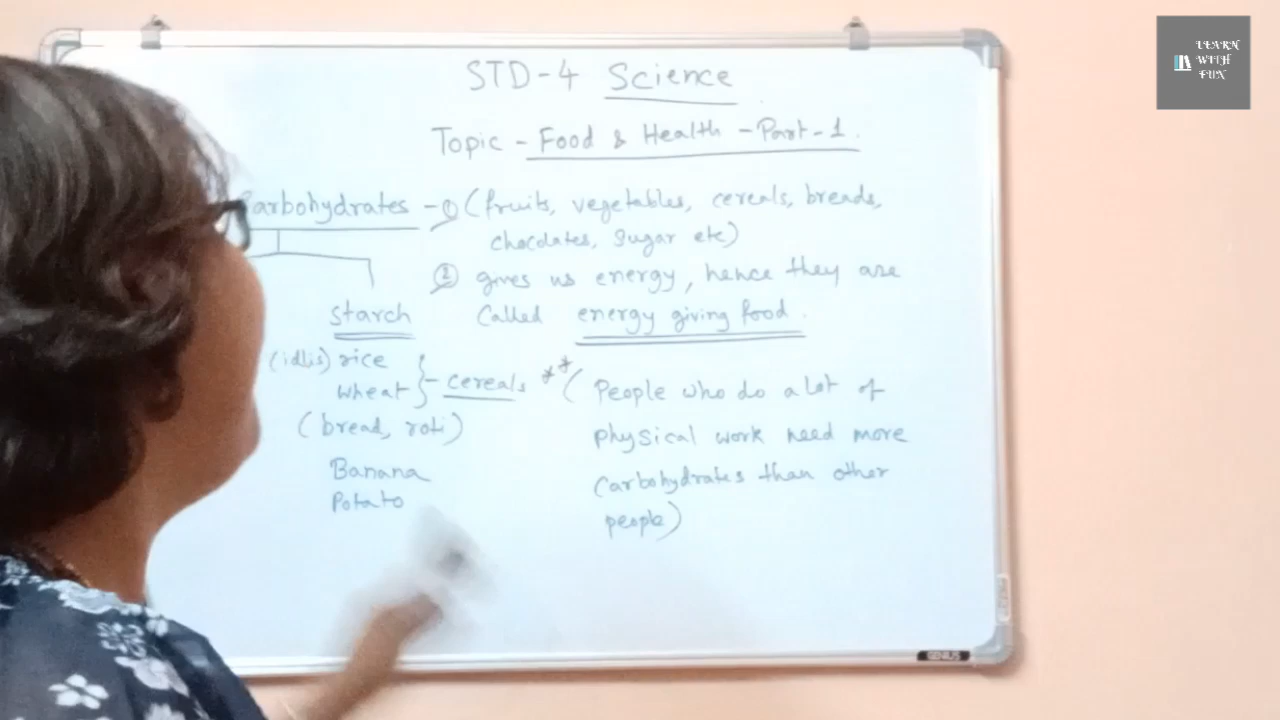 STD-4 Science
Topic - Food & Health - Part-1.
Carbohydrates - ① (fruits, vegetables, cereals, breads,
chocolates, sugar etc)
② gives us energy, hence they are
called energy giving food.
starch
(idlis) rice
wheat } - cereals
(bread, roti)
Banana
Potato
** (People who do a lot of
physical work need more
carbohydrates than other
people)
LEARN
WITH
FUN
GENIUS